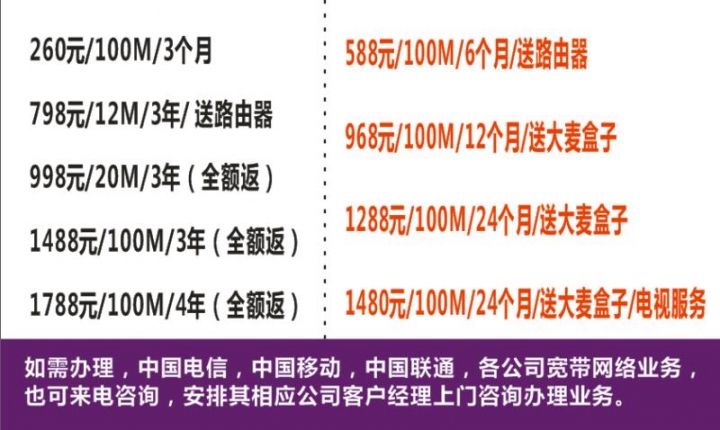 260元/100M/3个月
798元/12M/3年/ 送路由器
998元/20M/3年（全额返）
1488元/100M/3年（全额返）
1788元/100M/4年（全额返）
588元/100M/6个月/送路由器
968元/100M/12个月/送大麦盒子
1288元/100M/24个月/送大麦盒子
1480元/100M/24个月/送大麦盒子/电视服务
如需办理，中国电信，中国移动，中国联通，各公司宽带网络业务，
也可来电咨询，安排其相应公司客户经理上门咨询办理业务。